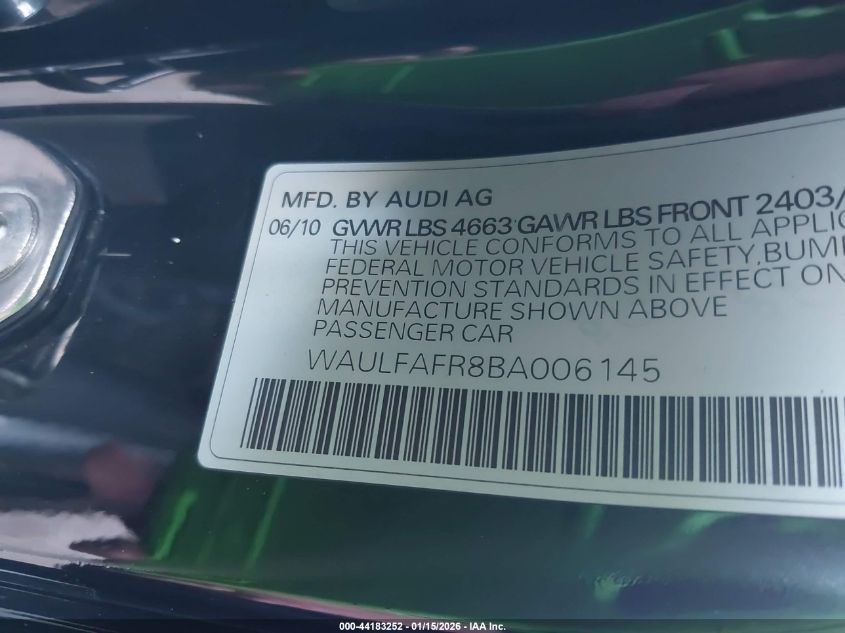 MFD. BY AUDI AG
06/10 GVWR LBS 4663 GAWR LBS FRONT 2403/
THIS VEHICLE CONFORMS TO ALL APPLIC
FEDERAL MOTOR VEHICLE SAFETY, BUM
PREVENTION STANDARDS IN EFFECT ON
MANUFACTURE SHOWN ABOVE
PASSENGER CAR
WAULFAFR8BA006145
000-44183252 - 01/15/2026 - IAA Inc.